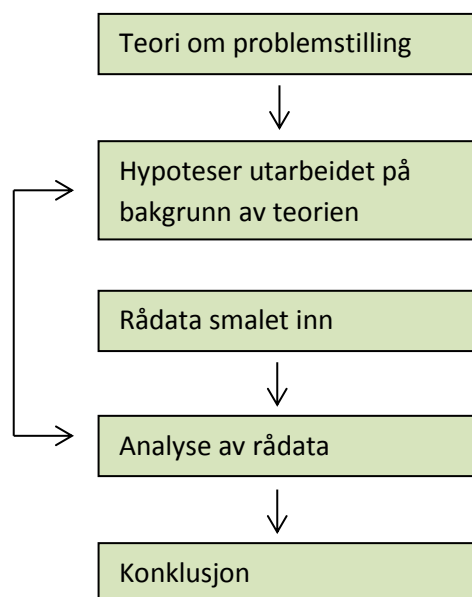 Teori om problemstilling
Hypoteser utarbeidet på
bakgrunn av teorien
Rådata smalet inn
Analyse av rådata
Konklusjon